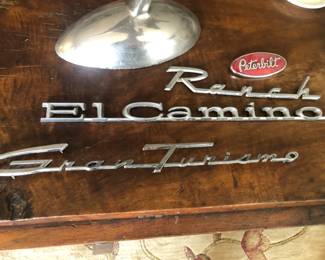 Peterbilt
Ranch
El Camino
Gran Turismo